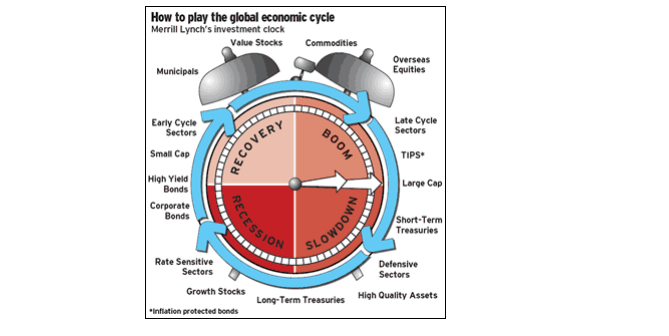 How to play the global economic cycle
Merrill Lynch's investment clock
Value Stocks
Commodities
Municipals
Overseas
Equities
Early Cycle
Sectors
Late Cycle
Sectors
RECOVERY
BOOM
Small Cap
TIPS*
High Yield
Bonds
Large Cap
Corporate
Bonds
RECESSION
SLOWDOWN
Short-Term
Treasuries
Rate Sensitive
Sectors
Defensive
Sectors
Growth Stocks
Long-Term Treasuries
High Quality Assets
*Inflation protected bonds